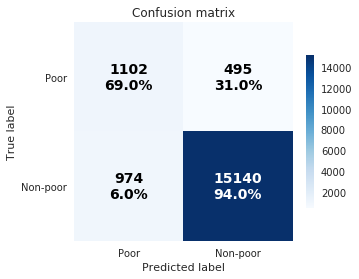 Confusion matrix
True label
Poor
1102
69.0%
495
31.0%
Non-poor
974
6.0%
15140
94.0%
Poor
Non-poor
Predicted label
14000
12000
10000
8000
6000
4000
2000